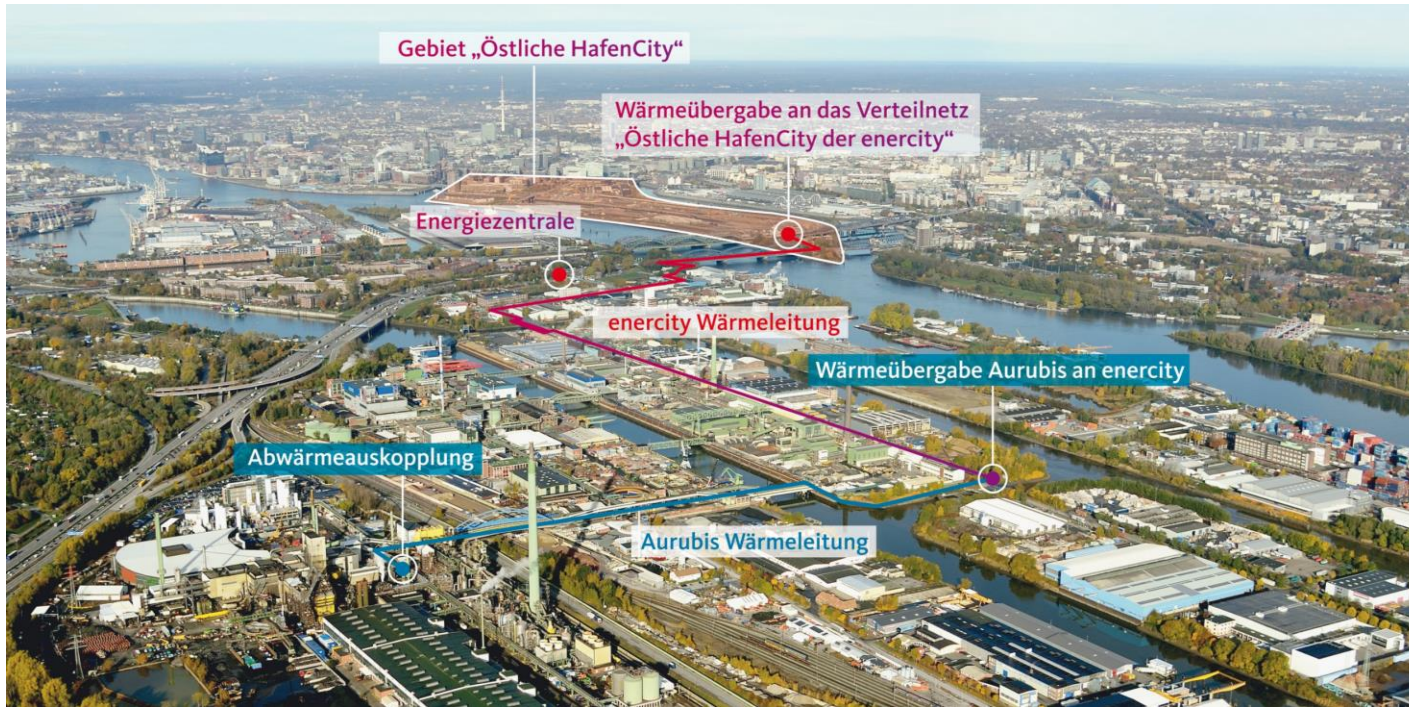 Gebiet „Östliche HafenCity“
Wärmeübergabe an das Verteilnetz
„Östliche HafenCity der enercity“
Energiezentrale
enercity Wärmeleitung
Wärmeübergabe Aurubis an enercity
Abwärmeauskopplung
Aurubis Wärmeleitung